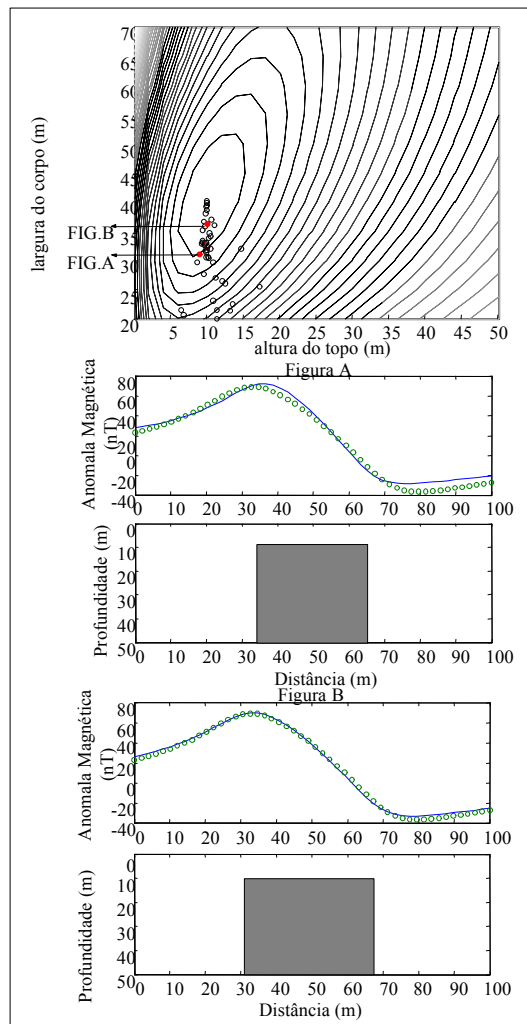 70
65
60
55
50
45
40
35
30
25
20
largura do corpo (m)
FIG.B
FIG.A
5 10 15 20 25 30 35 40 45 50
altura do topo (m)
Figura A
Anomala Magnética
(nT)
80
60
40
20
0
-20
-40
0 10 20 30 40 50 60 70 80 90 100
Profundidade (m)
0
10
20
30
40
50
0 10 20 30 40 50 60 70 80 90 100
Distância (m)
Figura B
Anomala Magnética
(nT)
80
60
40
20
0
-20
-40
0 10 20 30 40 50 60 70 80 90 100
Profundidade (m)
0
10
20
30
40
50
0 10 20 30 40 50 60 70 80 90 100
Distância (m)